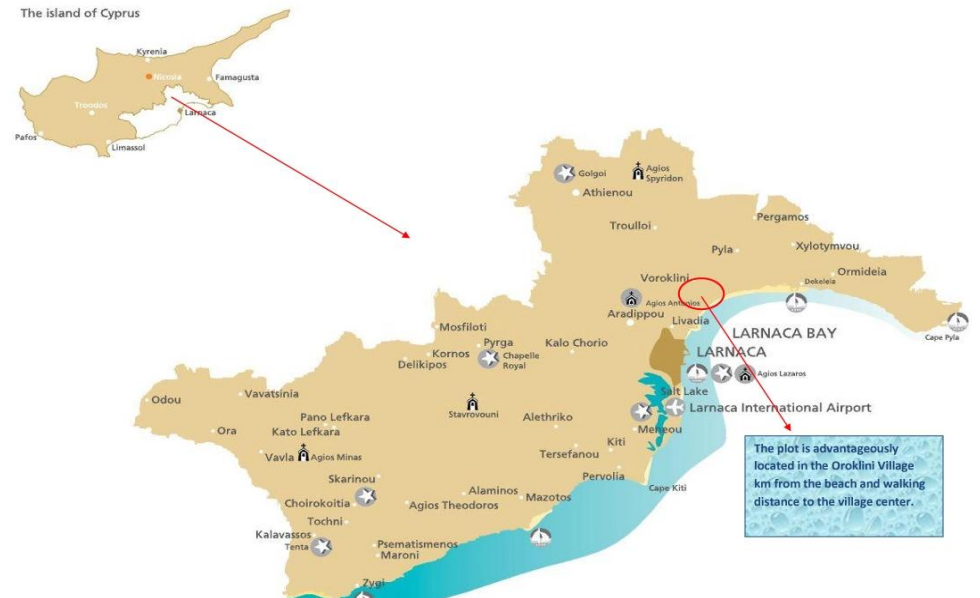 The island of Cyprus
Kyrenia
Nicosia
Famagusta
Troodos
Larnaca
Pafos
Limassol
Golgoi
Agios
Spyridon
Athienou
Pergamos
Troulloi
Pyla
Xylotymvou
Ormideia
Voroklini
Dekeleia
Agios Antonios
Aradippou
Livadia
Cape Pyla
LARNACA BAY
Mosfiloti
Pyrga
Kalo Chorio
Kornos
Chapelle
Royal
Delikipos
LARNACA
Agios Lazaros
Salt Lake
Vavatsinia
Odou
Larnaca International Airport
Stavrovouni
Pano Lefkara
Alethriko
Ora
Kato Lefkara
Meneou
Kiti
Tersefanou
Vavla
Agios Minas
The plot is advantageously
located in the Oroklini Village
km from the beach and walking
distance to the village center.
Skarinou
Pervolia
Cape Kiti
Alaminos
Mazotos
Choirokoitia
Agios Theodoros
Tochni
Kalavassos
Tenta
Psematismenos
Maroni
Zygi